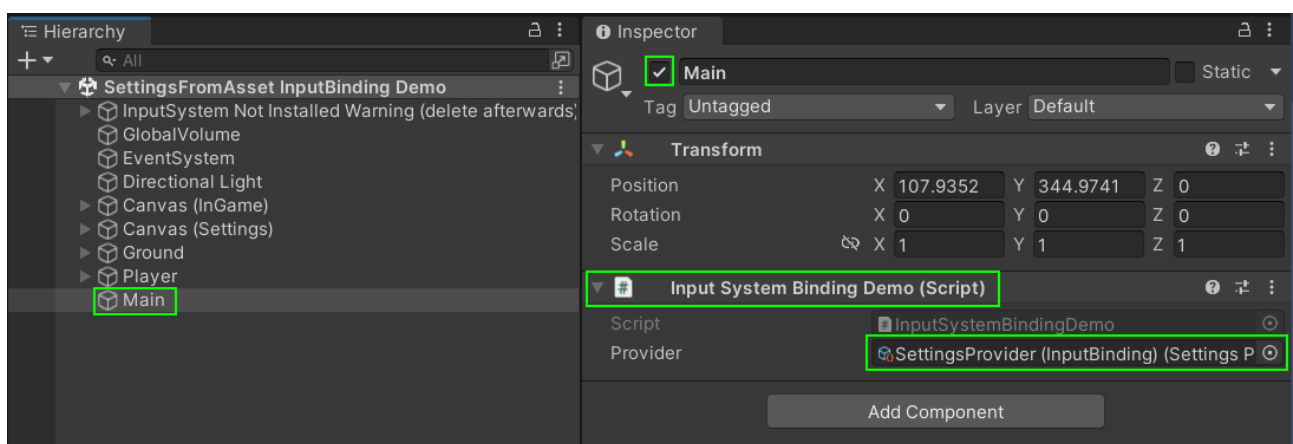 Hierarchy
All
SettingsFromAsset InputBinding Demo
InputSystem Not Installed Warning (delete afterwards)
GlobalVolume
EventSystem
Directional Light
Canvas (InGame)
Canvas (Settings)
Ground
Player
Main
Inspector
Main Static
Tag Untagged Layer Default
Transform
Position X 107.9352 Y 344.9741 Z 0
Rotation X 0 Y 0 Z 0
Scale X 1 Y 1 Z 1
# Input System Binding Demo (Script)
Script # InputSystemBindingDemo
Provider SettingsProvider (InputBinding) (Settings P
Add Component